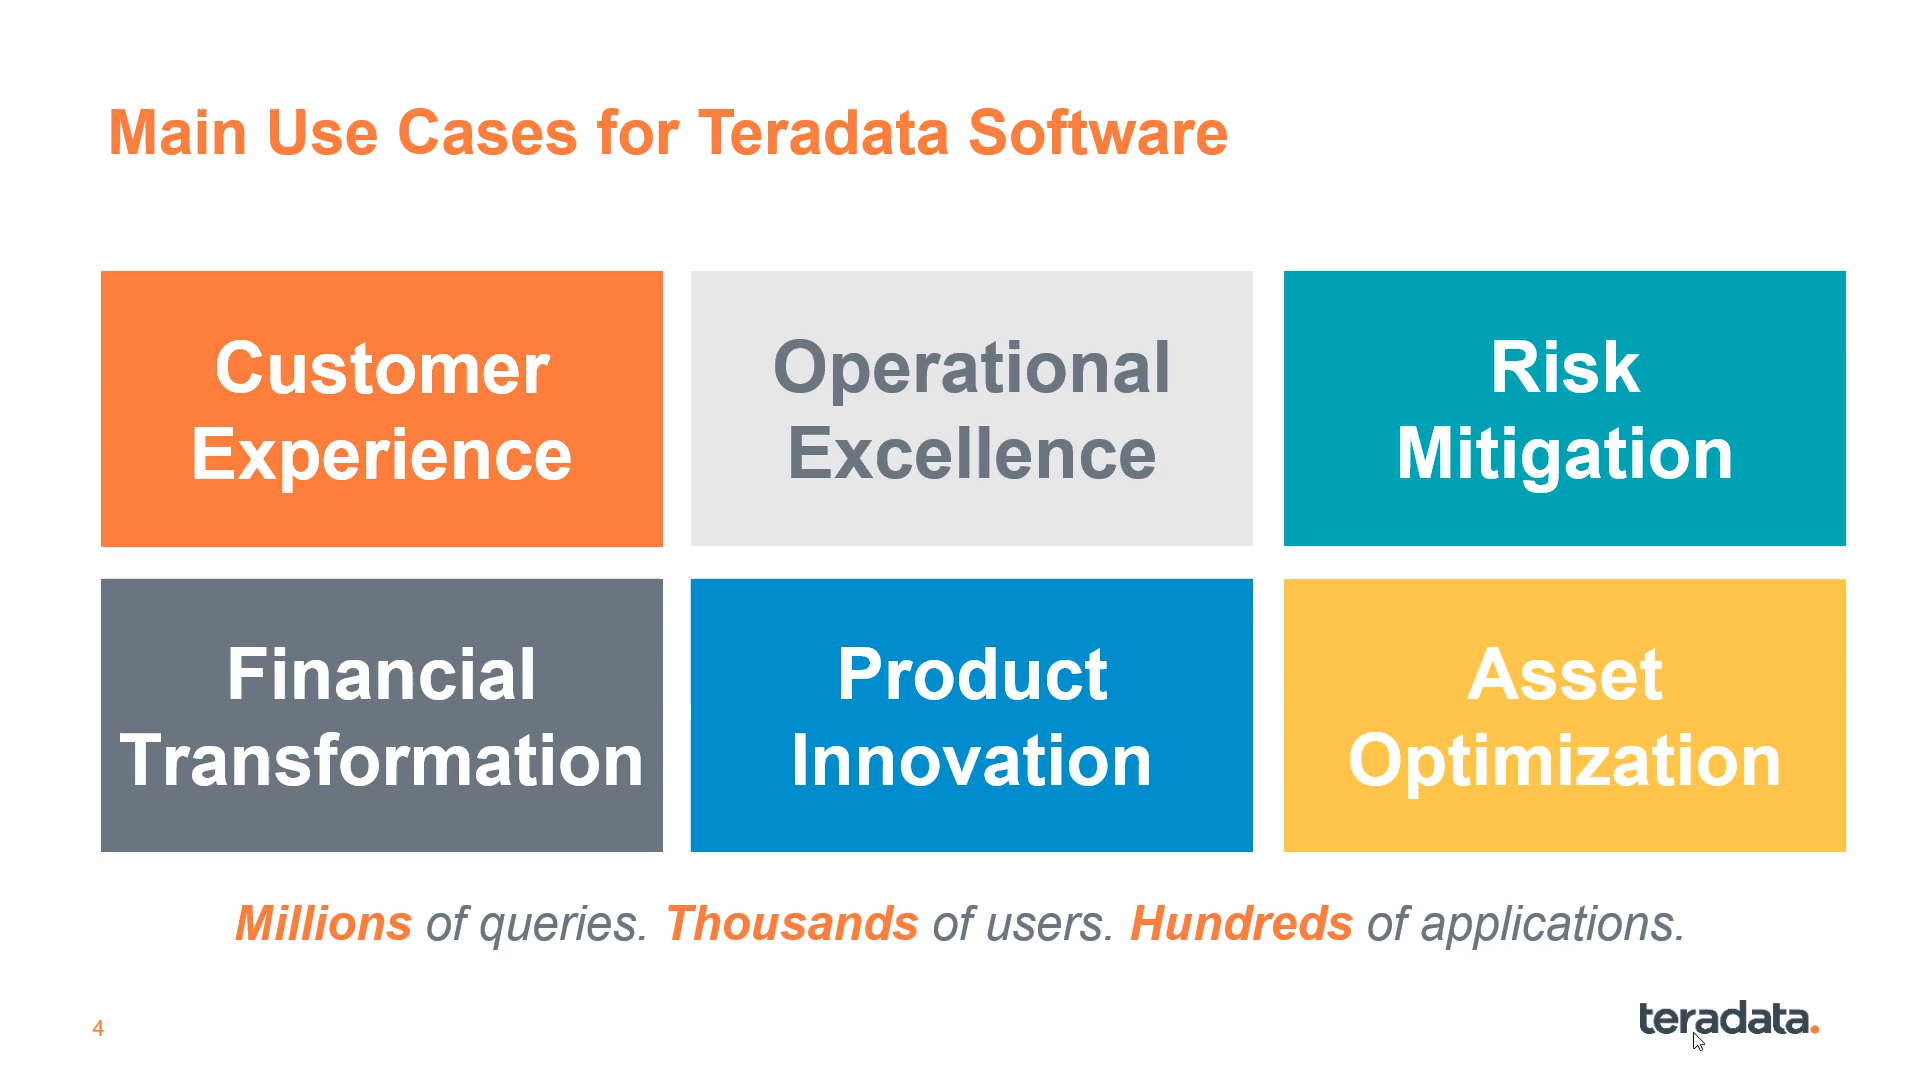 Main Use Cases for Teradata Software
Customer
Experience
Operational
Excellence
Risk
Mitigation
Financial
Transformation
Product
Innovation
Asset
Optimization
Millions of queries. Thousands of users. Hundreds of applications.
4
teradata.